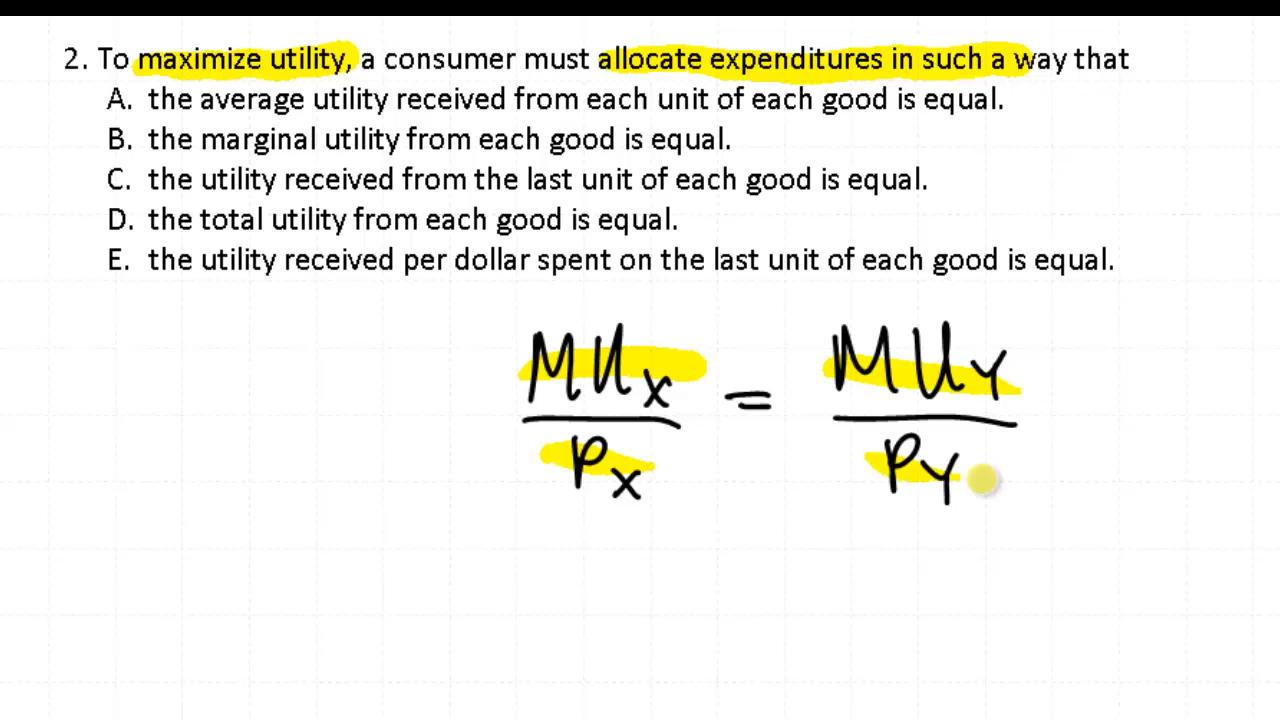 2. To maximize utility, a consumer must allocate expenditures in such a way that
A. the average utility received from each unit of each good is equal.
B. the marginal utility from each good is equal.
C. the utility received from the last unit of each good is equal.
D. the total utility from each good is equal.
E. the utility received per dollar spent on the last unit of each good is equal.
MUx = MUy
Px Py